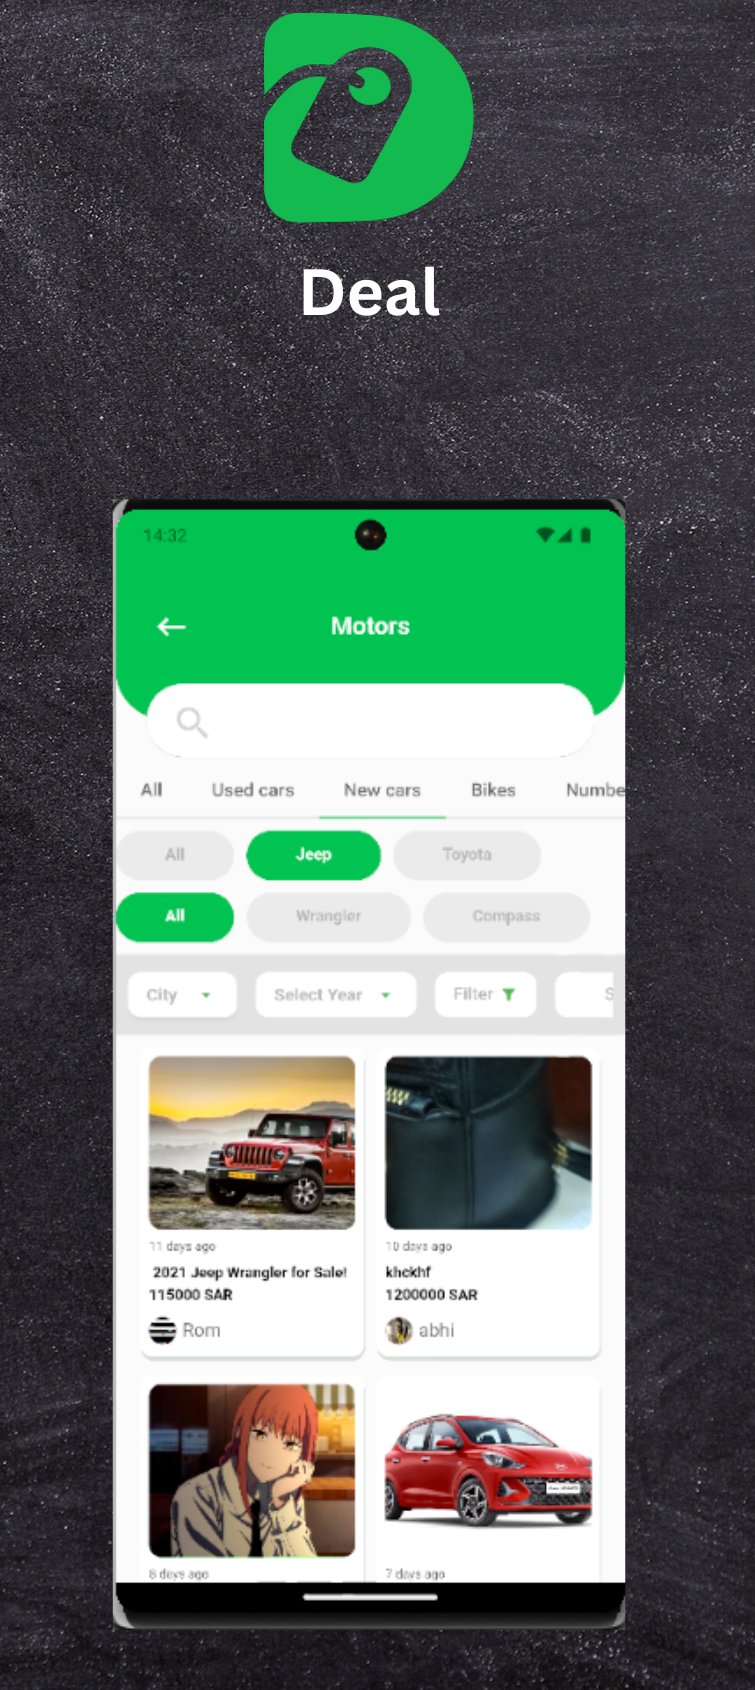 Deal
14:32
Motors
All Used cars New cars Bikes Numbe
All Jeep Toyota
All Wrangler Compass
City Select Year Filter S
11 days ago
2021 Jeep Wrangler for Sale!
115000 SAR
Rom
10 days ago
khckhf
1200000 SAR
abhi
8 days ago
7 days ago